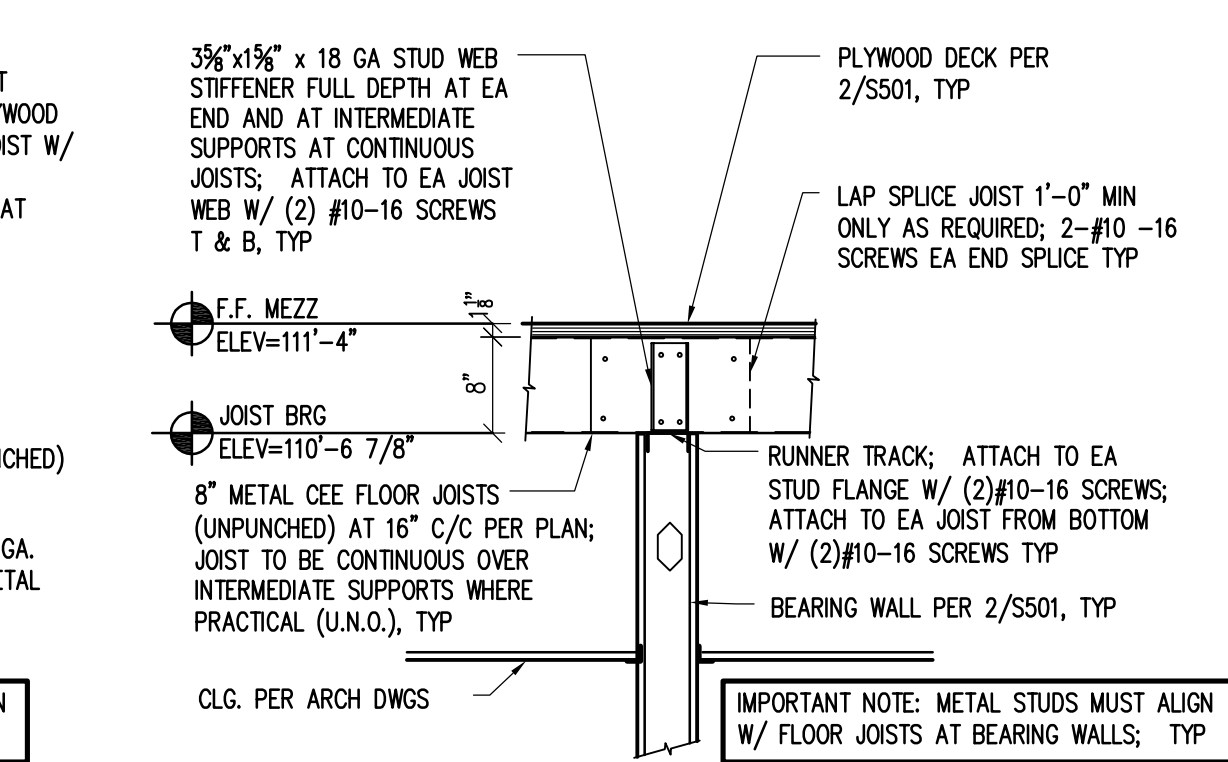 T
YWOOD
OIST W/
AT
NCHED)
GA.
ETAL
N
3⅝"x1⅝" x 18 GA STUD WEB
STIFFENER FULL DEPTH AT EA
END AND AT INTERMEDIATE
SUPPORTS AT CONTINUOUS
JOISTS; ATTACH TO EA JOIST
WEB W/ (2) #10-16 SCREWS
T & B, TYP
PLYWOOD DECK PER
2/S501, TYP
LAP SPLICE JOIST 1'-0" MIN
ONLY AS REQUIRED; 2-#10 -16
SCREWS EA END SPLICE TYP
F.F. MEZZ
ELEV=111'-4"
1⅛"
8"
JOIST BRG
ELEV=110'-6 7/8"
8" METAL CEE FLOOR JOISTS
(UNPUNCHED) AT 16" C/C PER PLAN;
JOIST TO BE CONTINUOUS OVER
INTERMEDIATE SUPPORTS WHERE
PRACTICAL (U.N.O.), TYP
RUNNER TRACK; ATTACH TO EA
STUD FLANGE W/ (2)#10-16 SCREWS;
ATTACH TO EA JOIST FROM BOTTOM
W/ (2)#10-16 SCREWS TYP
BEARING WALL PER 2/S501, TYP
CLG. PER ARCH DWGS
IMPORTANT NOTE: METAL STUDS MUST ALIGN
W/ FLOOR JOISTS AT BEARING WALLS; TYP